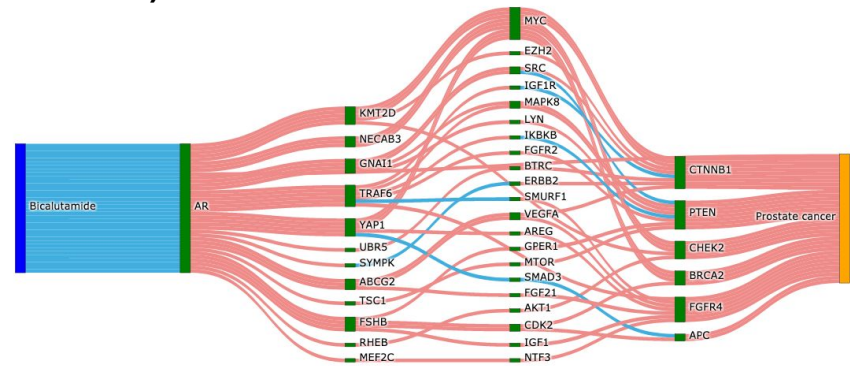 Bicalutamide
AR
KMT2D
NECAB3
GNAI1
TRAF6
YAP1
UBR5
SYMPK
ABCG2
TSC1
FSHB
RHEB
MEF2C
MYC
EZH2
SRC
IGF1R
MAPK8
LYN
IKBKB
FGFR2
BTRC
ERBB2
SMURF1
VEGFA
AREG
GPER1
MTOR
SMAD3
FGF21
AKT1
CDK2
IGF1
NTF3
CTNNB1
PTEN
CHEK2
BRCA2
FGFR4
APC
Prostate cancer